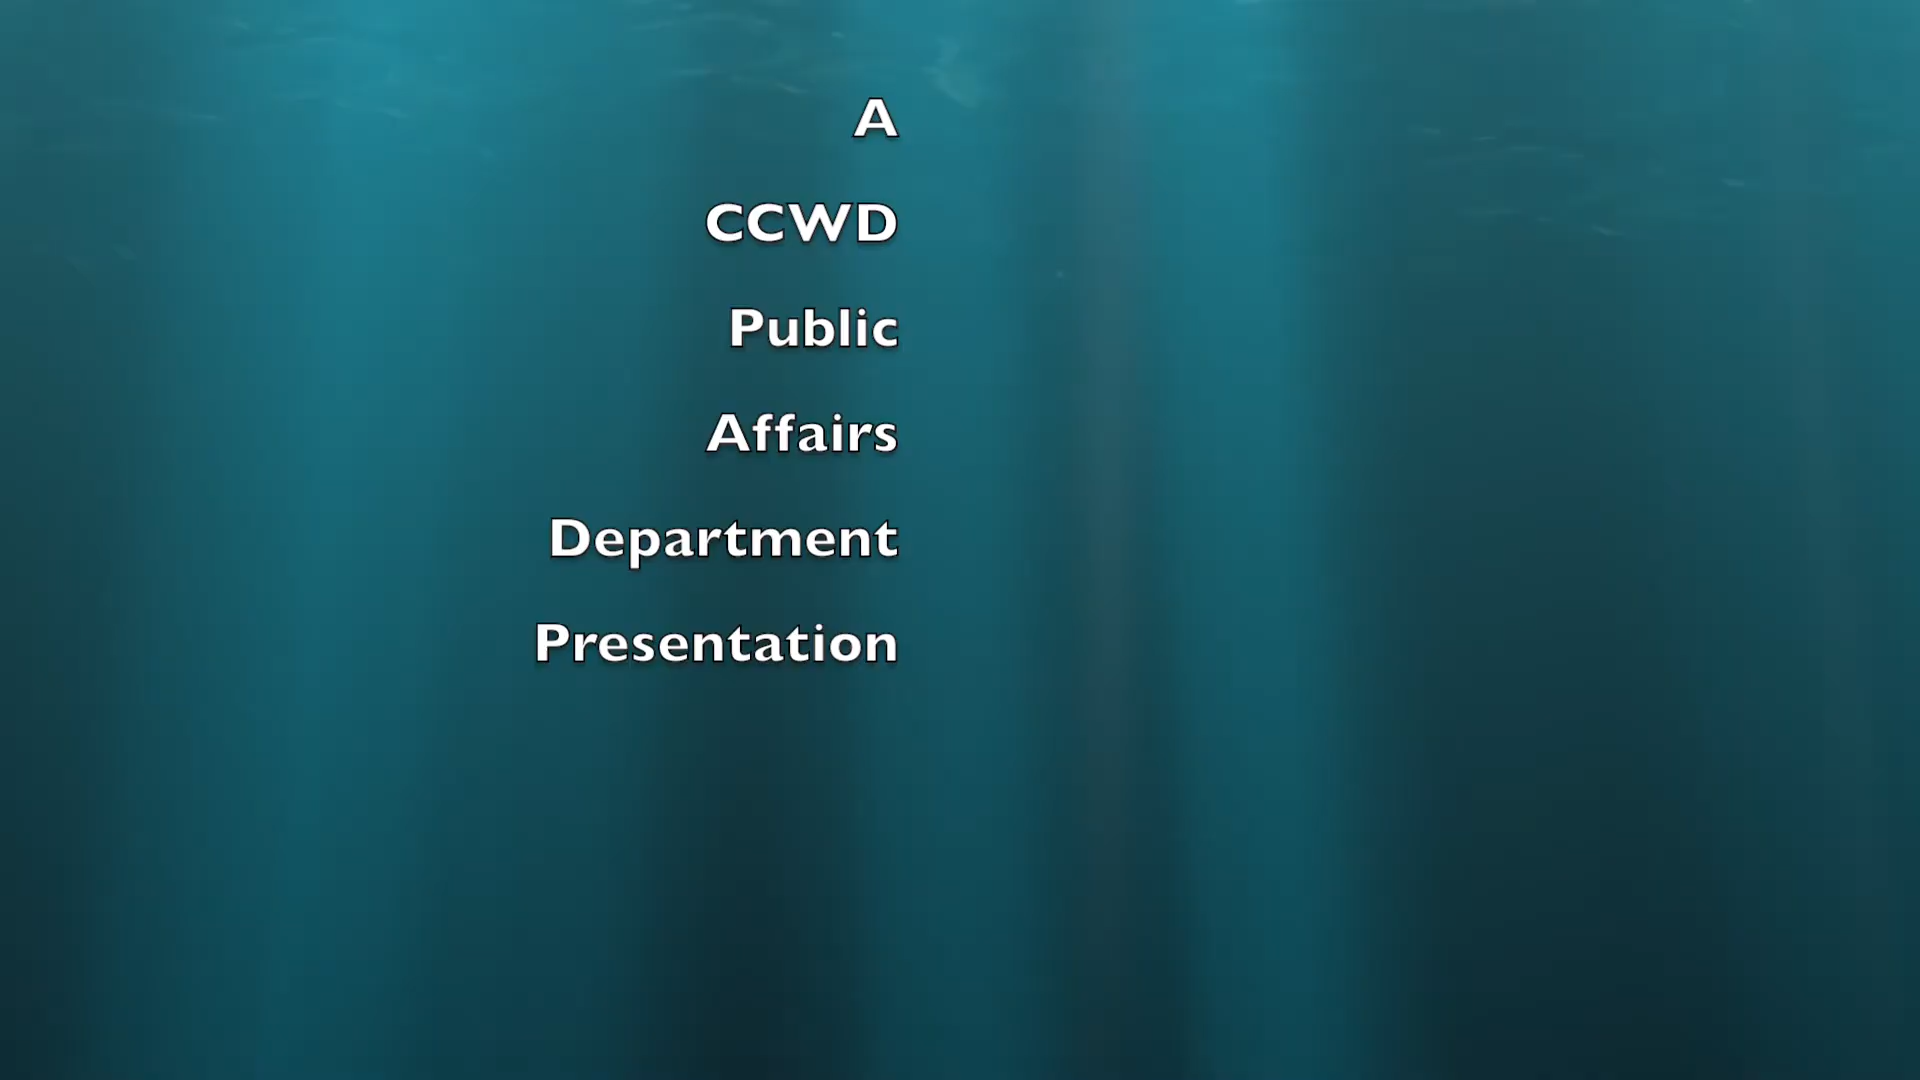 A
CCWD
Public
Affairs
Department
Presentation